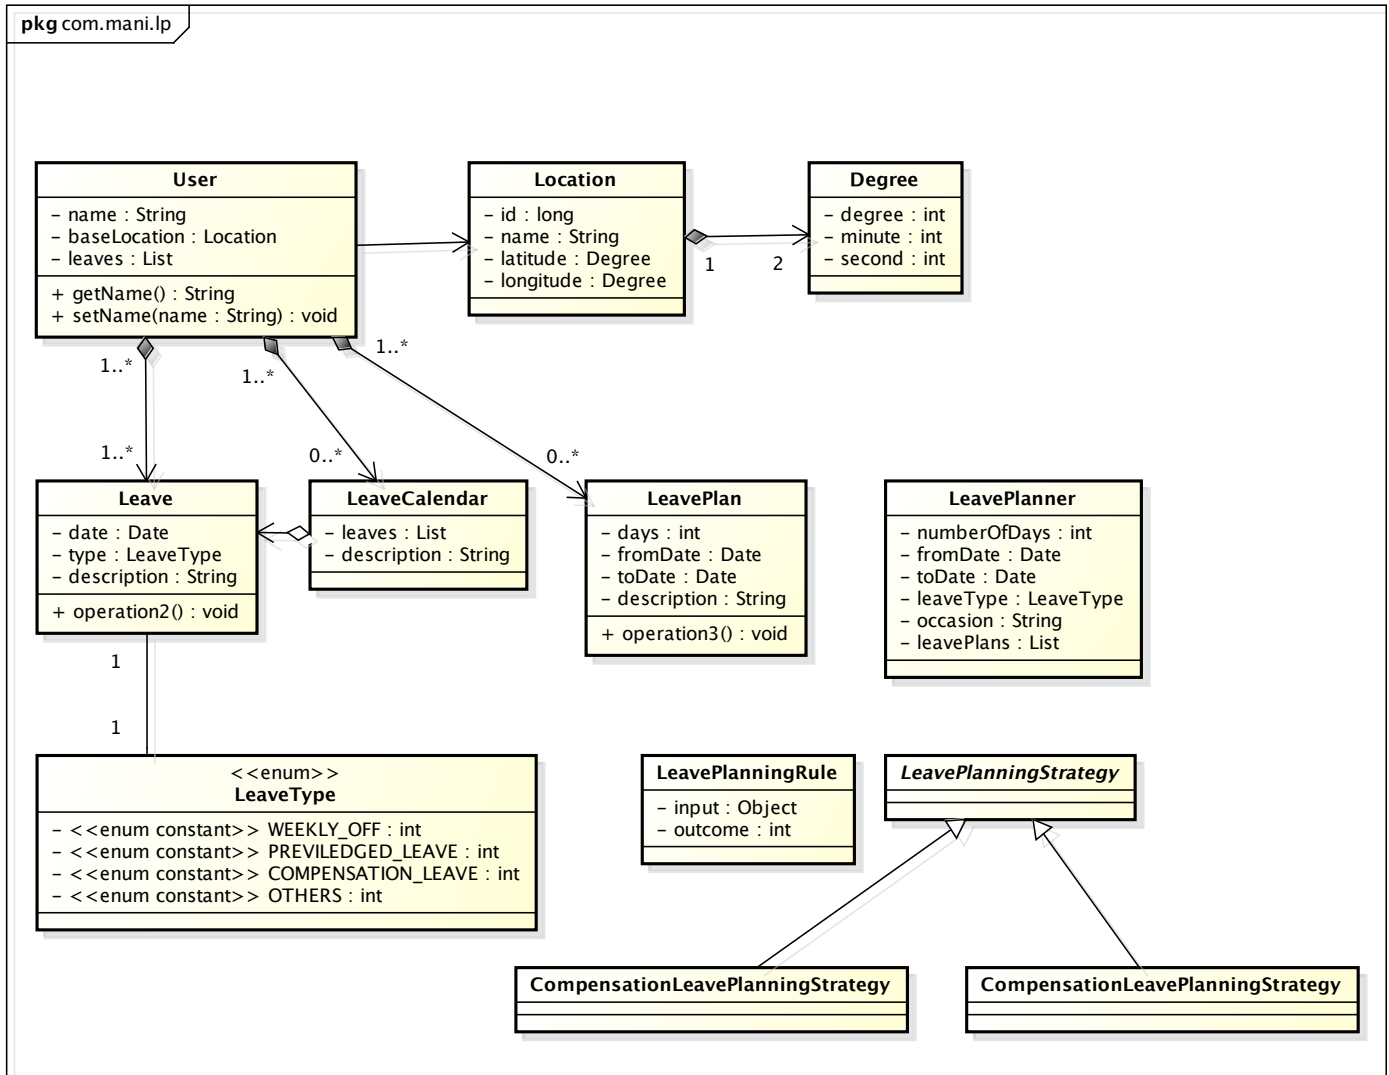 pkg com.mani.lp
User
- name : String
- baseLocation : Location
- leaves : List
+ getName() : String
+ setName(name : String) : void
Location
- id : long
- name : String
- latitude : Degree
- longitude : Degree
Degree
- degree : int
- minute : int
- second : int
1
2
1..*
1..*
1..*
1..*
0..*
0..*
Leave
- date : Date
- type : LeaveType
- description : String
+ operation2() : void
LeaveCalendar
- leaves : List
- description : String
LeavePlan
- days : int
- fromDate : Date
- toDate : Date
- description : String
+ operation3() : void
LeavePlanner
- numberOfDays : int
- fromDate : Date
- toDate : Date
- leaveType : LeaveType
- occasion : String
- leavePlans : List
1
1
<<enum>>
LeaveType
- <<enum constant>> WEEKLY_OFF : int
- <<enum constant>> PREVILEDGED_LEAVE : int
- <<enum constant>> COMPENSATION_LEAVE : int
- <<enum constant>> OTHERS : int
LeavePlanningRule
- input : Object
- outcome : int
LeavePlanningStrategy
CompensationLeavePlanningStrategy
CompensationLeavePlanningStrategy